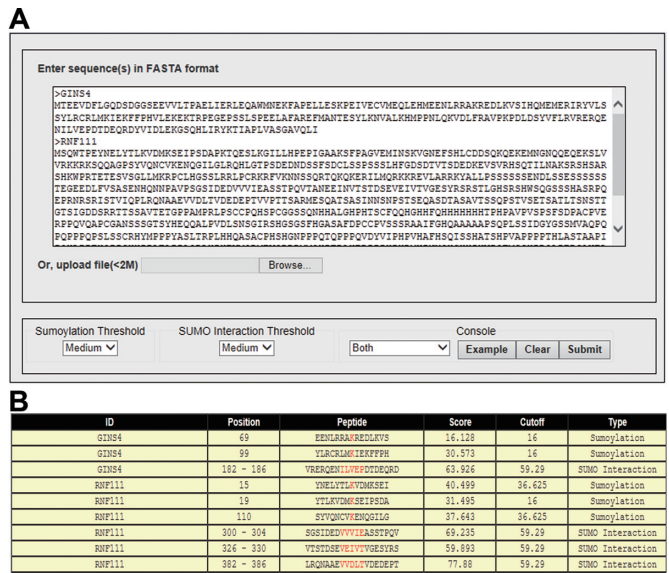 A
Enter sequence(s) in FASTA format
>GINS4
MTEEVDFLGQDSDGGSEEVVLTPAELIERLEQAWMNEKFAPELLESKPEIVECVMEQLEHMEENLRRAKREDLKVSIHQMEMERIRYVLS
SYLRCRLMKIEKFFPHVLEKEKTRPEGEPSSLSPEELAFAREFMANTESYLKNVALKHMPPNLQKVDLFRAVPKPDLDSYVFLRVRERQE
NILVEPDTDEQRDYVIDLEKGSQHLIRYKTIAPLVASGAVQLI
>RNF111
MSQWTPEYNELYTLKVDMKSEIPSDAPKTQESLKGILLHPEPIGAAKSFPAGVEMINSKVGNEFSHLCDDSQKQEKEMNGNQQEQEKSLV
VRKKRKSQQAGPSYVQNCVKENQGILGLRQHLGTPSDEDNDSSFSDCLSSPSSSLHFGDSDTVTSDEDKEVSVRHSQTILNAKSRSHSAR
SHKWPRTETESVSGLLMKRPCLHGSSLRRLPCRKRFVKNNSSQRTQKQKERILMQRKKREVLARRKYALLPSSSSSSENDLSSESSSSSS
TEGEEDLFVSASENHQNNPAVPSGSIDEDVVVIEASSTPQVTANEEINVTSTDSEVEIVTVGESYRSRSTLGHSRSHWSQGSSSHASRPQ
EPRNRSRISTVIQPLRQNAAEVVDLTVDEDEPTVVPTTSARMESQATSASINNSNPSTSEQASDTASAVTSSQPSTVSETSATLTSNSTT
GTSIGDDSRRTTSSAVTETGPPAMPRLPSCCPQHSPCGGSSQNHHALGHPHTSCFQQHGHHFQHHHHHHHTPHPAVPVSPSFSDPACPVE
RPPQVQAPCGANSSSGTSYHEQQALPVDLSNSGIRSHGSGSFHGASAFDPCCPVSSSRAAIFGHQAAAAAPSQPLSSIDGYGSSMVAQPQ
PQPPPQPSLSSCRHYMPPPYASLTRPLHHQASACPHSHGNPPPQTQPPPQVDYVIPHPVHAFHSQISSHATSHPVAPPPPTHLASTAAPI
Or, upload file(<2M) Browse...
Sumoylation Threshold SUMO Interaction Threshold Console
Medium Medium Both Example Clear Submit
B
ID Position Peptide Score Cutoff Type
GINS4 69 EENLRRAKREDLKVS 16.128 16 Sumoylation
GINS4 99 YLRCRLMKIEKFFPH 30.573 16 Sumoylation
GINS4 182 - 186 VRERQENILVEPDTDEQRD 63.926 59.29 SUMO Interaction
RNF111 15 YNELYTLKVDMKSEI 40.499 36.625 Sumoylation
RNF111 19 YTLKVDMKSEIPSDA 31.495 16 Sumoylation
RNF111 110 SYVQNCVKENQGILG 37.643 36.625 Sumoylation
RNF111 300 - 304 SGSIDEDVVVIEASSTPQV 69.235 59.29 SUMO Interaction
RNF111 326 - 330 VTSTDSEVEIVTVGESYRS 59.893 59.29 SUMO Interaction
RNF111 382 - 386 LRQNAAEVVDLTVDEDEPT 77.88 59.29 SUMO Interaction